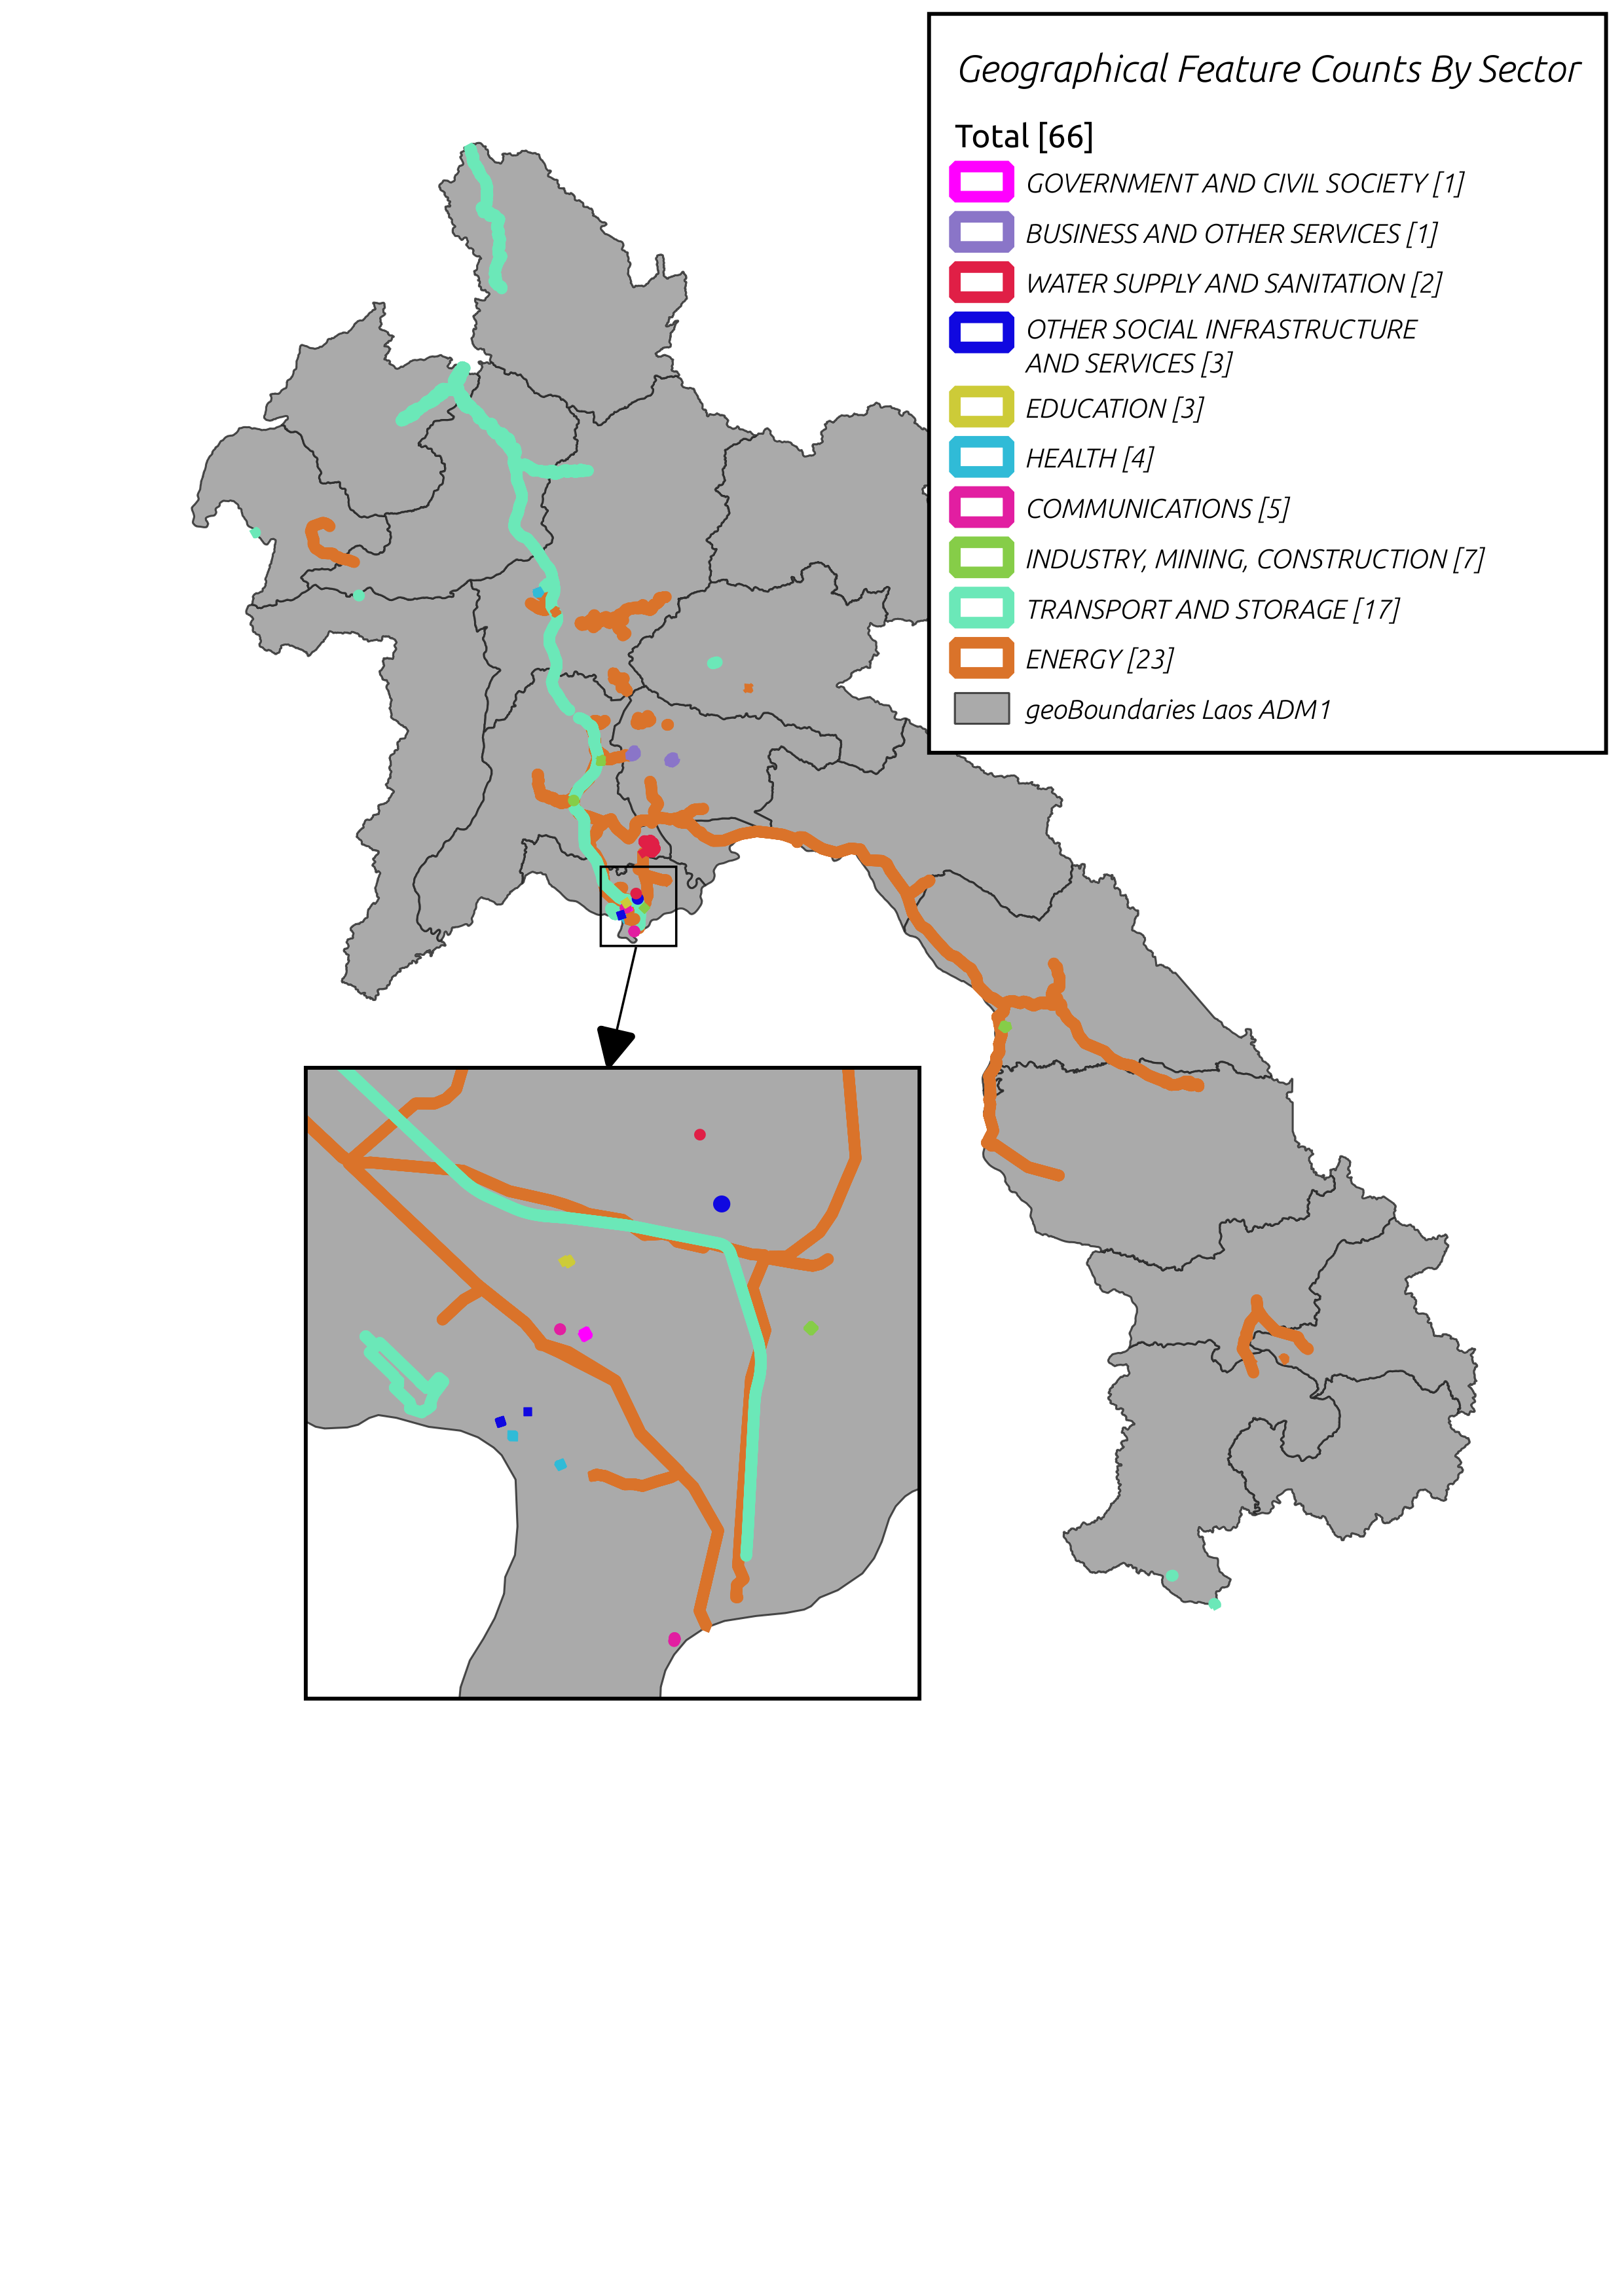 Geographical Feature Counts By Sector
Total [66]
GOVERNMENT AND CIVIL SOCIETY [1]
BUSINESS AND OTHER SERVICES [1]
WATER SUPPLY AND SANITATION [2]
OTHER SOCIAL INFRASTRUCTURE
AND SERVICES [3]
EDUCATION [3]
HEALTH [4]
COMMUNICATIONS [5]
INDUSTRY, MINING, CONSTRUCTION [7]
TRANSPORT AND STORAGE [17]
ENERGY [23]
geoBoundaries Laos ADM1